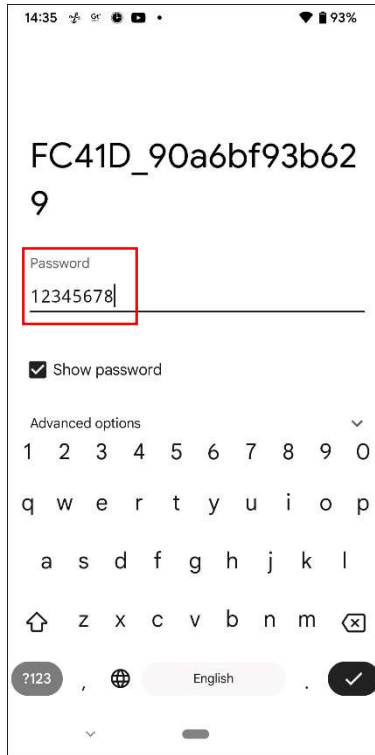 14:35 93%
FC41D_90a6bf93b62
9
Password
12345678
Show password
Advanced options
1 2 3 4 5 6 7 8 9 0
q w e r t y u i o p
a s d f g h j k l
z x c v b n m
?123 , English .